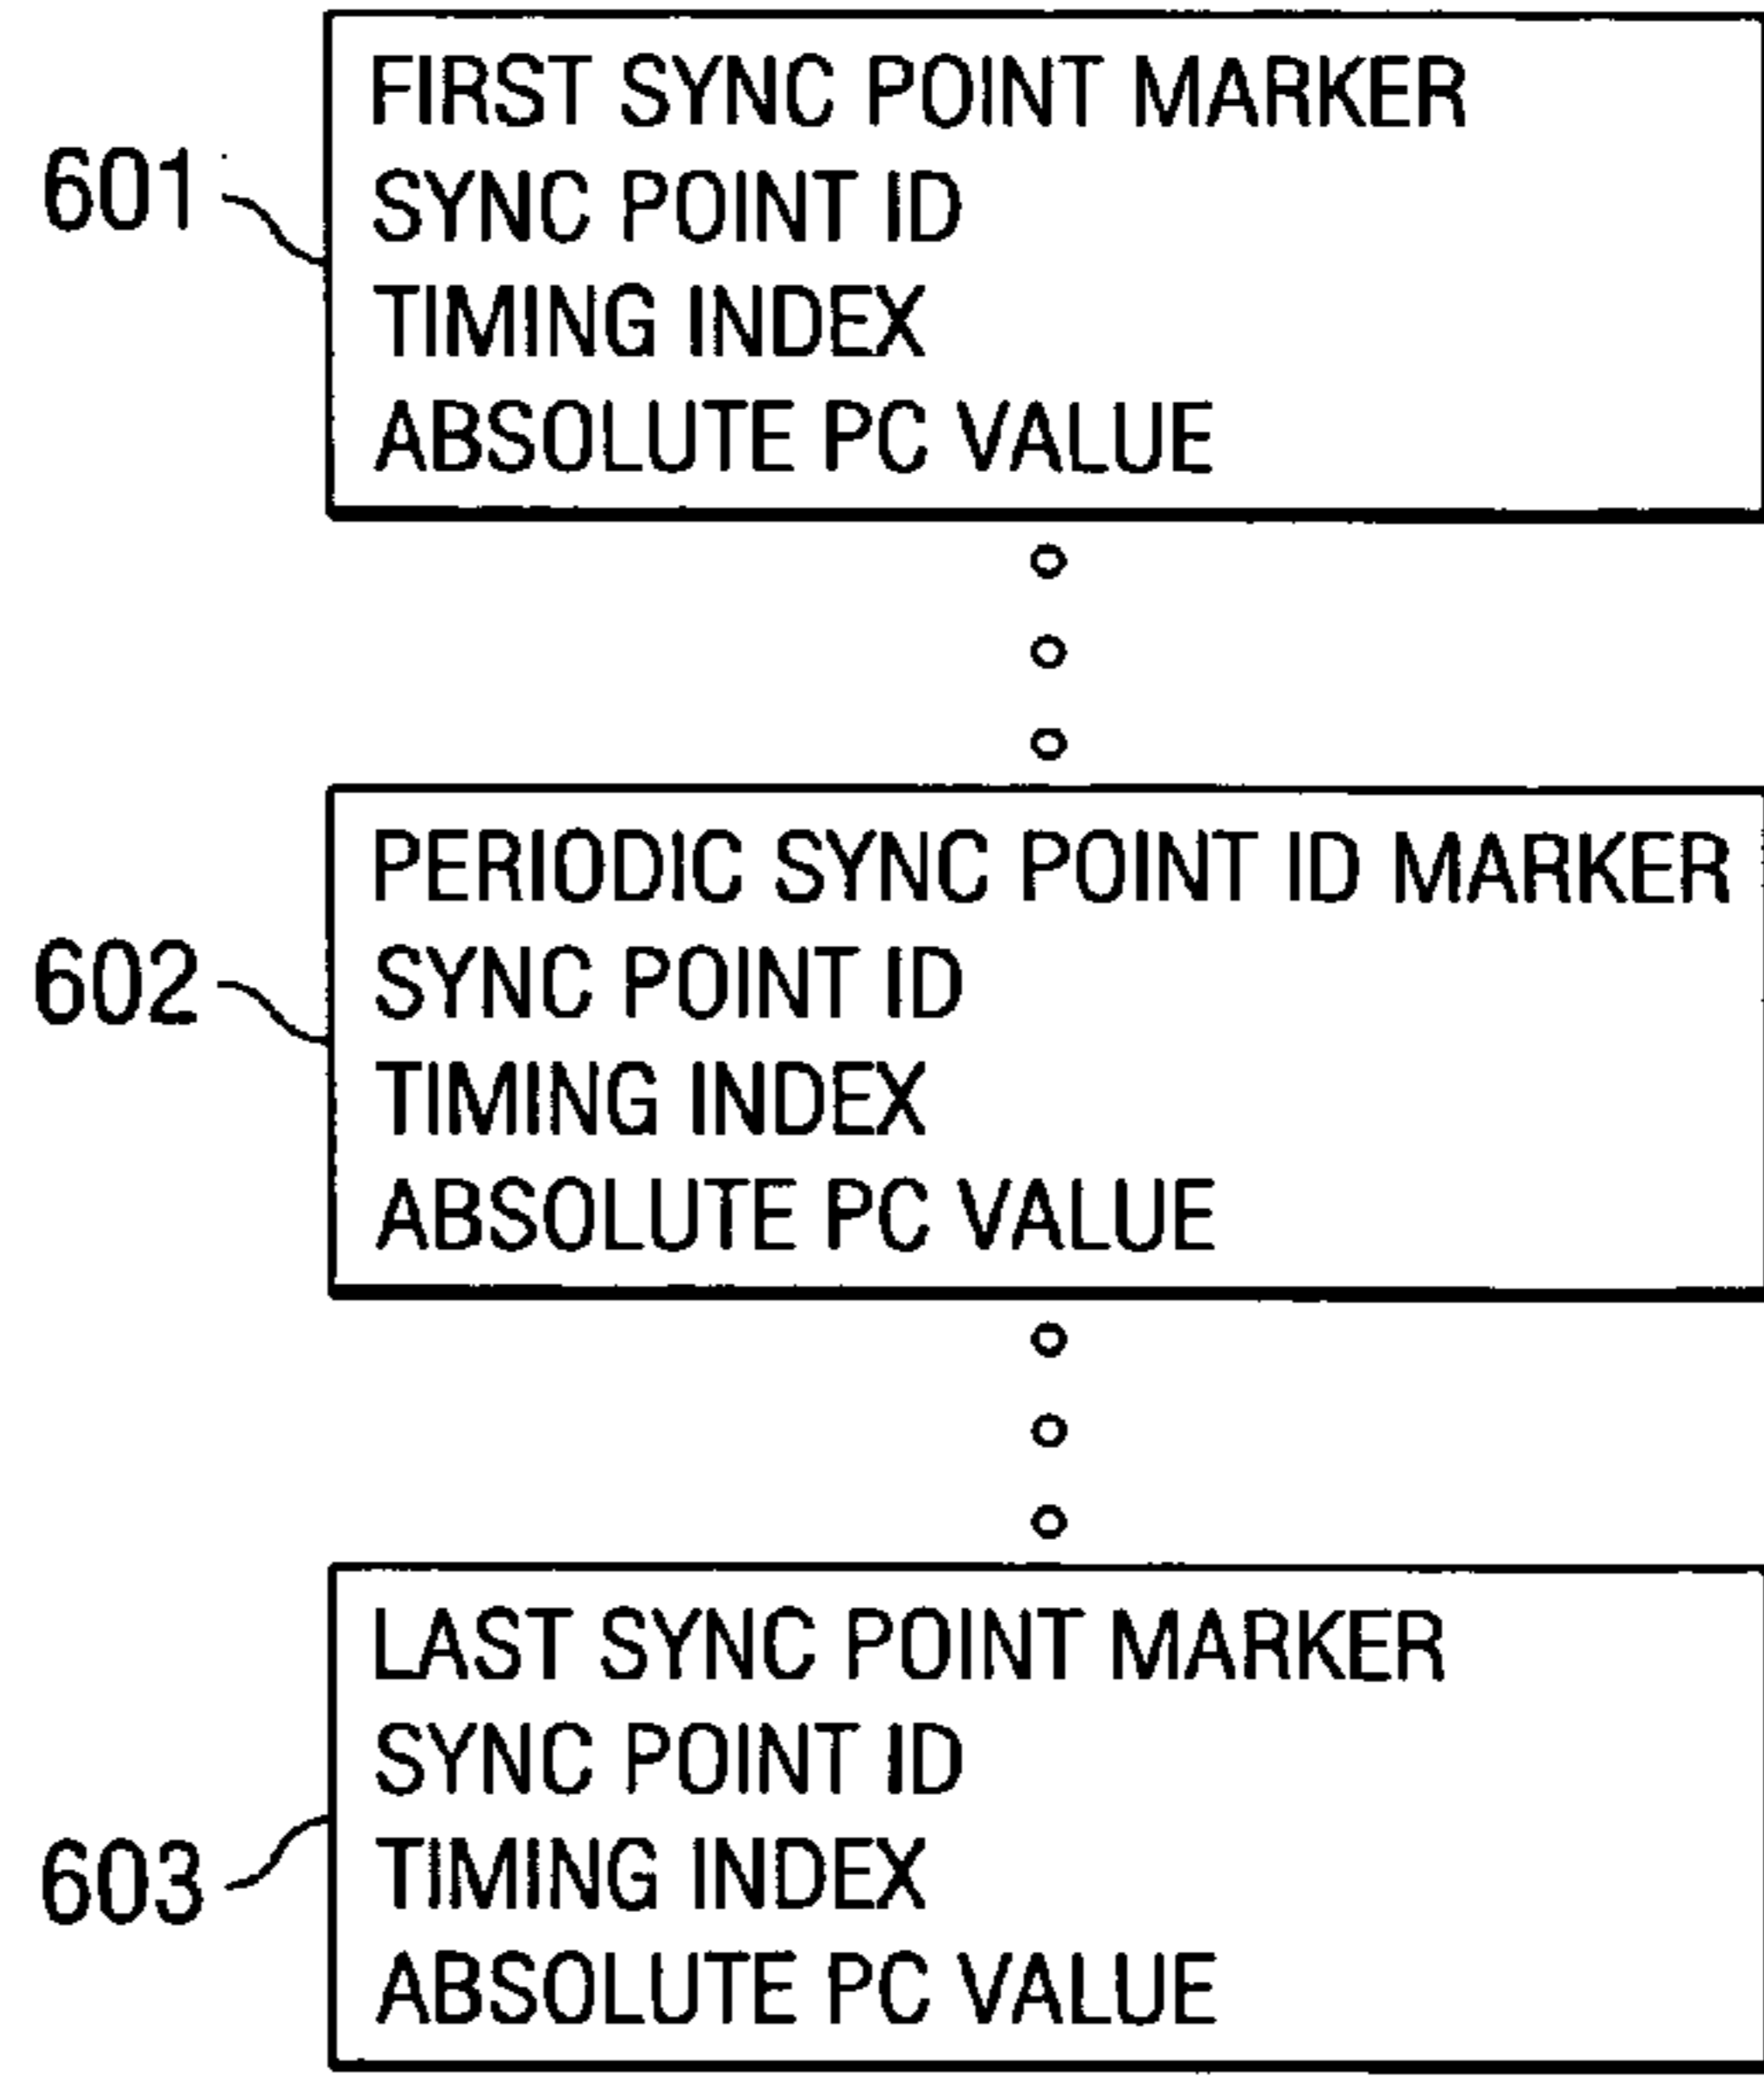 FIRST SYNC POINT MARKER
601
SYNC POINT ID
TIMING INDEX
ABSOLUTE PC VALUE
PERIODIC SYNC POINT ID MARKER
602
SYNC POINT ID
TIMING INDEX
ABSOLUTE PC VALUE
LAST SYNC POINT MARKER
SYNC POINT ID
603
TIMING INDEX
ABSOLUTE PC VALUE